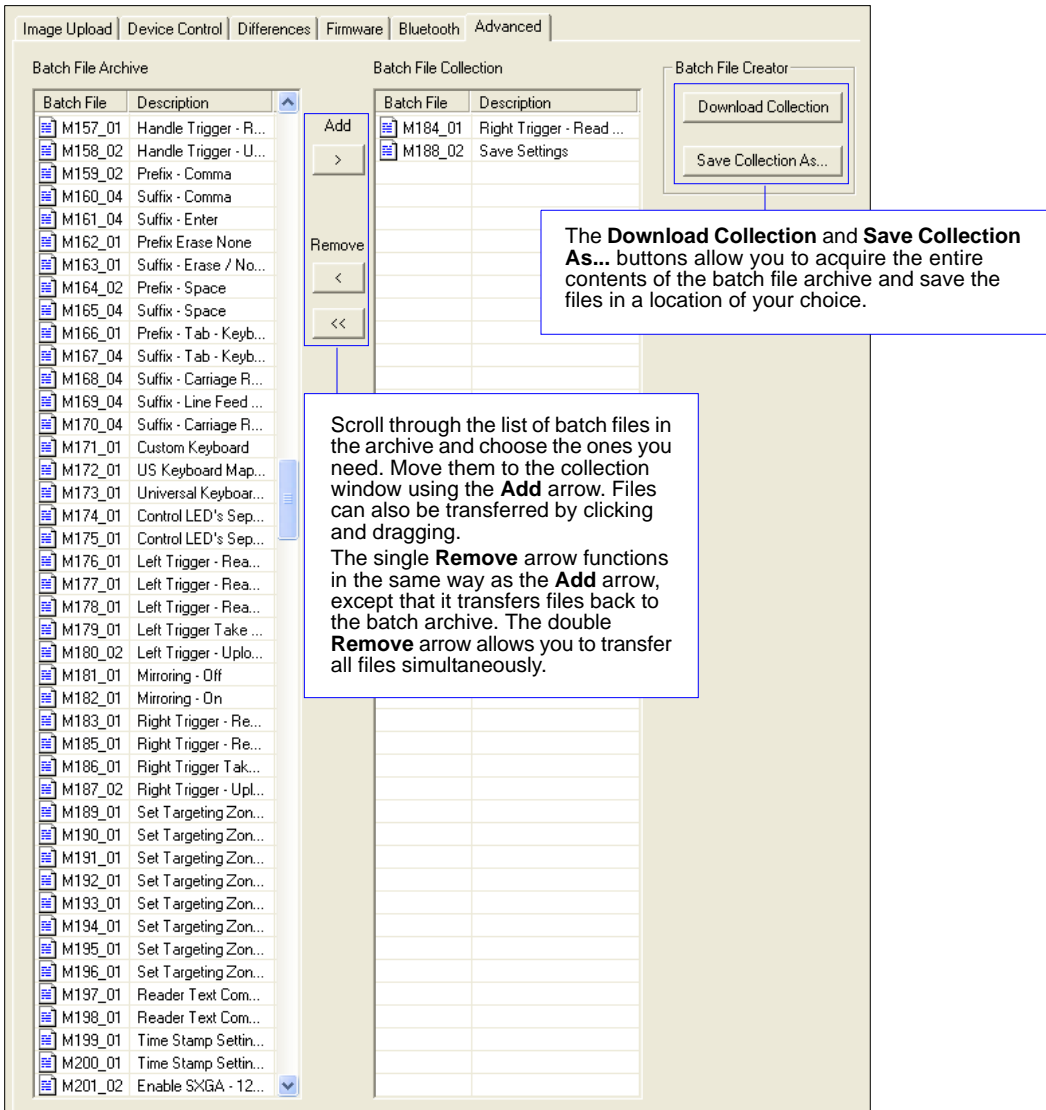 Image Upload Device Control Differences Firmware Bluetooth Advanced
Batch File Archive
Batch File Description
M157_01 Handle Trigger - R...
M158_02 Handle Trigger - U...
M159_02 Prefix - Comma
M160_04 Suffix - Comma
M161_04 Suffix - Enter
M162_01 Prefix Erase None
M163_01 Suffix - Erase / No...
M164_02 Prefix - Space
M165_04 Suffix - Space
M166_01 Prefix - Tab - Keyb...
M167_04 Suffix - Tab - Keyb...
M168_04 Suffix - Carriage R...
M169_04 Suffix - Line Feed ...
M170_04 Suffix - Carriage R...
M171_01 Custom Keyboard
M172_01 US Keyboard Map...
M173_01 Universal Keyboar...
M174_01 Control LED's Sep...
M175_01 Control LED's Sep...
M176_01 Left Trigger - Rea...
M177_01 Left Trigger - Rea...
M178_01 Left Trigger - Rea...
M179_01 Left Trigger Take ...
M180_02 Left Trigger - Uplo...
M181_01 Mirroring - Off
M182_01 Mirroring - On
M183_01 Right Trigger - Re...
M185_01 Right Trigger - Re...
M186_01 Right Trigger Tak...
M187_02 Right Trigger - Upl...
M189_01 Set Targeting Zon...
M190_01 Set Targeting Zon...
M191_01 Set Targeting Zon...
M192_01 Set Targeting Zon...
M193_01 Set Targeting Zon...
M194_01 Set Targeting Zon...
M195_01 Set Targeting Zon...
M196_01 Set Targeting Zon...
M197_01 Reader Text Com...
M198_01 Reader Text Com...
M199_01 Time Stamp Settin...
M200_01 Time Stamp Settin...
M201_02 Enable SXGA - 12...
Add
>
Remove
<
<<
Batch File Collection
Batch File Description
M184_01 Right Trigger - Read ...
M188_02 Save Settings
Batch File Creator
Download Collection
Save Collection As...
The Download Collection and Save Collection
As... buttons allow you to acquire the entire
contents of the batch file archive and save the
files in a location of your choice.
Scroll through the list of batch files in
the archive and choose the ones you
need. Move them to the collection
window using the Add arrow. Files
can also be transferred by clicking
and dragging.
The single Remove arrow functions
in the same way as the Add arrow,
except that it transfers files back to
the batch archive. The double
Remove arrow allows you to transfer
all files simultaneously.